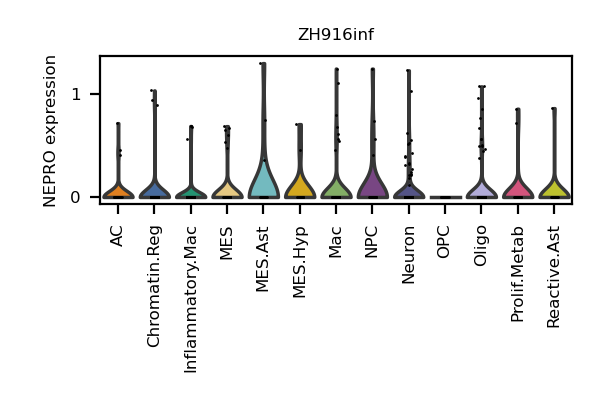 ZH916inf
NEPRO expression
1
0
AC
Chromatin.Reg
Inflammatory.Mac
MES
MES.Ast
MES.Hyp
Mac
NPC
Neuron
OPC
Oligo
Prolif.Metab
Reactive.Ast